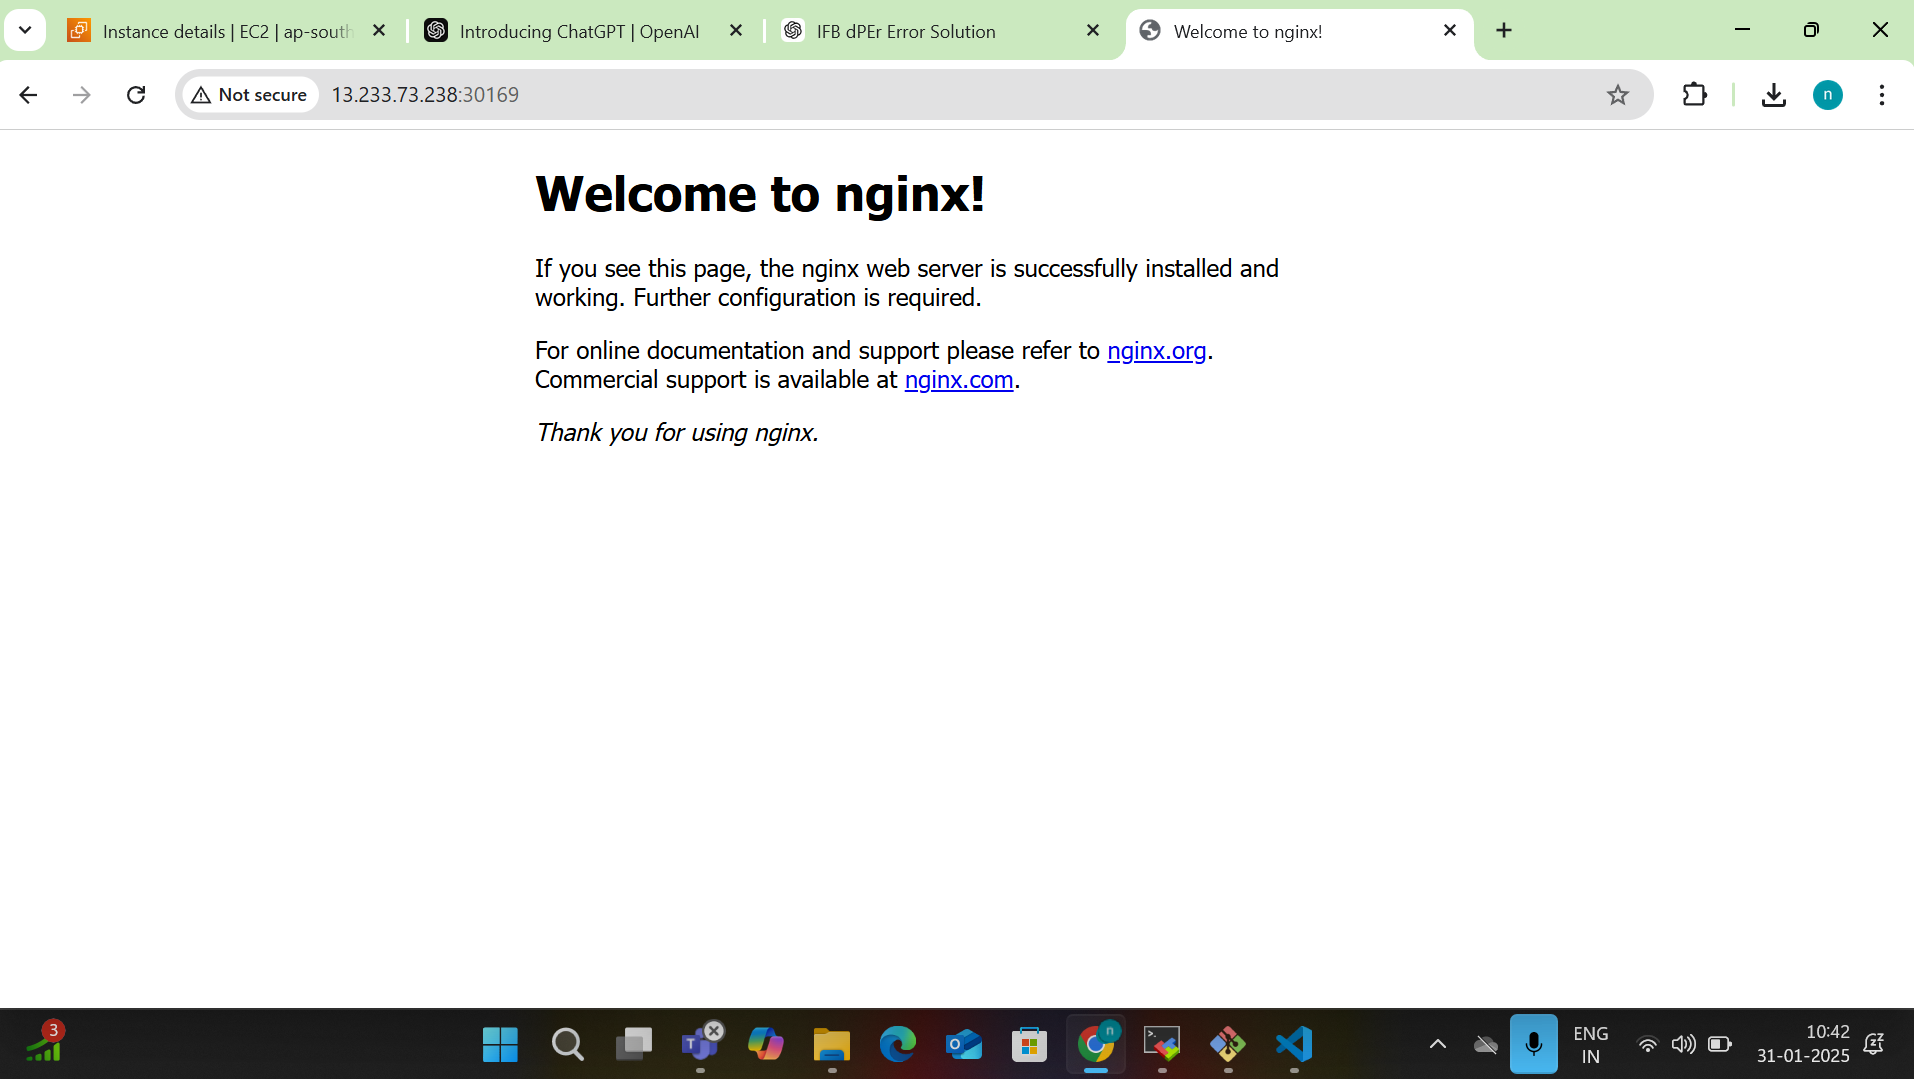 Instance details | EC2 | ap-south
Introducing ChatGPT | OpenAI
IFB dPEr Error Solution
Welcome to nginx!
Not secure
13.233.73.238:30169
n
Welcome to nginx!
If you see this page, the nginx web server is successfully installed and
working. Further configuration is required.
For online documentation and support please refer to nginx.org.
Commercial support is available at nginx.com.
Thank you for using nginx.
3
n
ENG
IN
10:42
31-01-2025